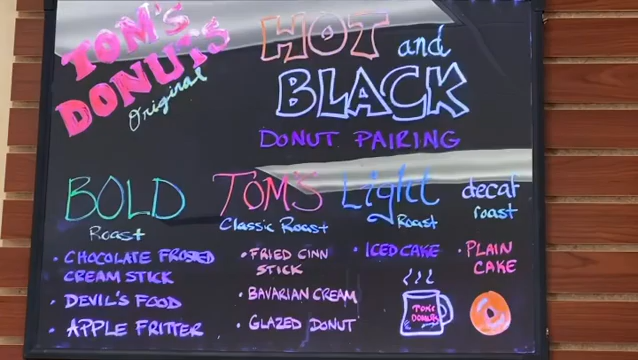 TOM'S
DONUTS
Original
HOT and
BLACK
DONUT PAIRING
BOLD
Roast
• CHOCOLATE FROSTED
CREAM STICK
• DEVIL'S FOOD
• APPLE FRITTER
TOM'S
Classic Roast
• FRIED CINN
STICK
• BAVARIAN CREAM
• GLAZED DONUT
Light
Roast
• ICED CAKE
decaf
roast
• PLAIN
CAKE
TOM'S
DONUTS